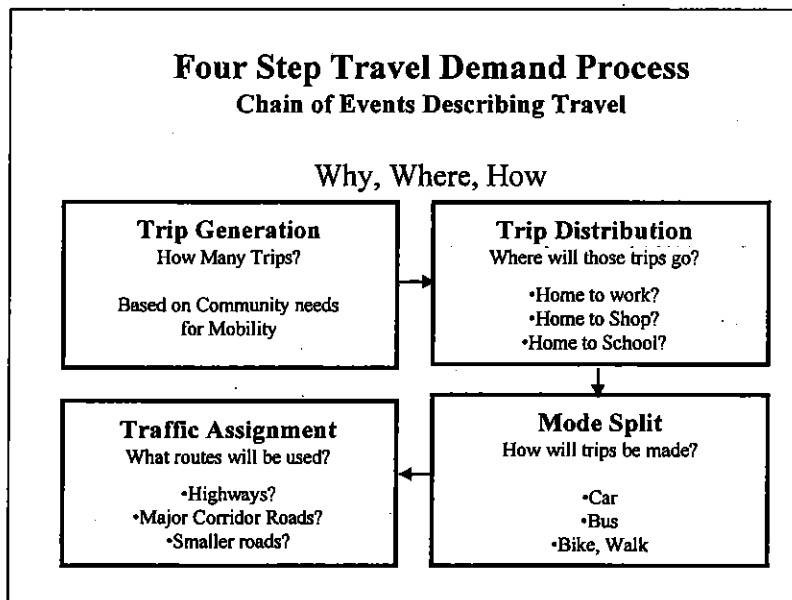 Four Step Travel Demand Process
Chain of Events Describing Travel
Why, Where, How
Trip Generation
How Many Trips?
Based on Community needs
for Mobility
Trip Distribution
Where will those trips go?
•Home to work?
•Home to Shop?
•Home to School?
Mode Split
How will trips be made?
•Car
•Bus
•Bike, Walk
Traffic Assignment
What routes will be used?
•Highways?
•Major Corridor Roads?
•Smaller roads?